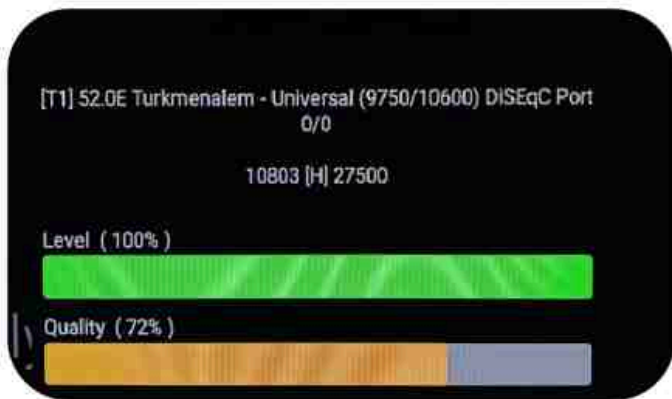 [T1] 52.0E Turkmenalem - Universal (9750/10600) DiSEqC Port
0/0
10803 [H] 27500
Level ( 100% )
Quality ( 72% )